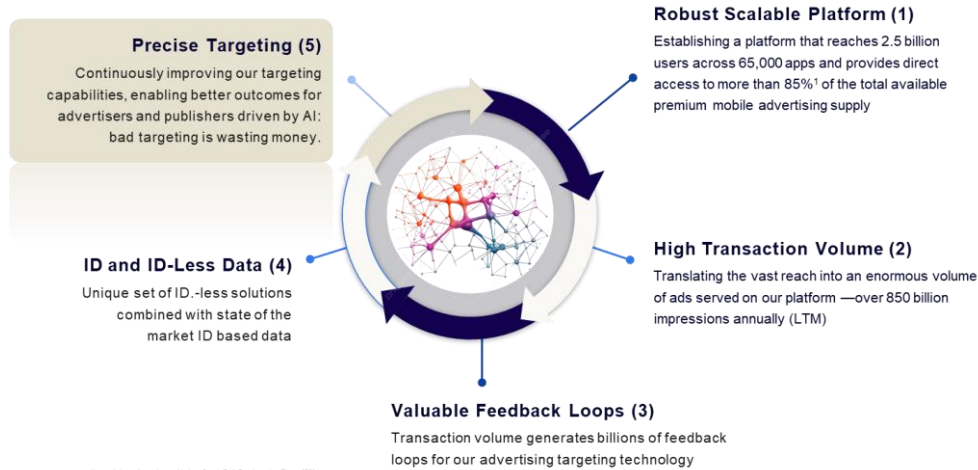 Robust Scalable Platform (1)
Establishing a platform that reaches 2.5 billion
users across 65,000 apps and provides direct
access to more than 85%¹ of the total available
premium mobile advertising supply
High Transaction Volume (2)
Translating the vast reach into an enormous volume
of ads served on our platform —over 850 billion
impressions annually (LTM)
Valuable Feedback Loops (3)
Transaction volume generates billions of feedback
loops for our advertising targeting technology
ID and ID-Less Data (4)
Unique set of ID.-less solutions
combined with state of the
market ID based data
Precise Targeting (5)
Continuously improving our targeting
capabilities, enabling better outcomes for
advertisers and publishers driven by AI:
bad targeting is wasting money.